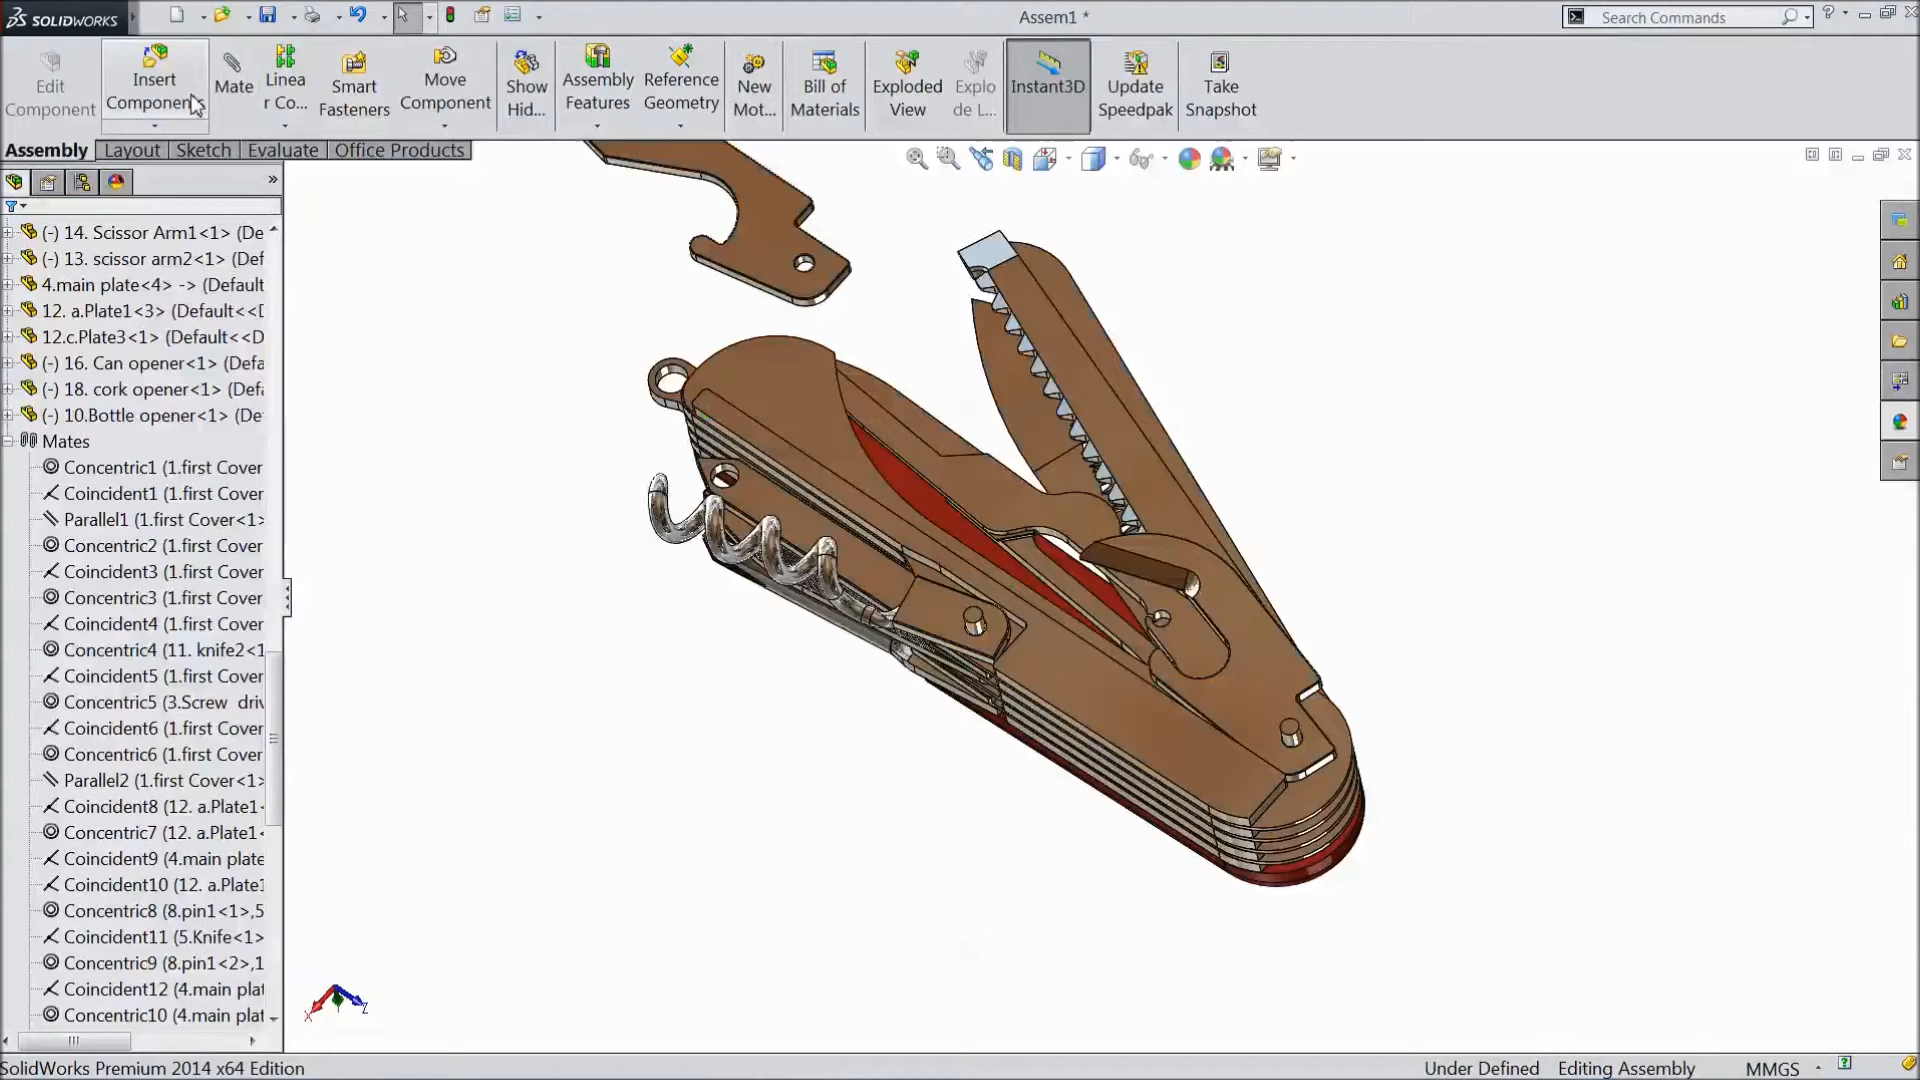 SOLIDWORKS
Assem1 *
Search Commands
Edit Component
Insert Components
Mate
Linea r Co...
Smart Fasteners
Move Component
Show Hid...
Assembly Features
Reference Geometry
New Mot...
Bill of Materials
Exploded View
Explo de L...
Instant3D
Update Speedpak
Take Snapshot
Assembly Layout Sketch Evaluate Office Products
(-) 14. Scissor Arm1<1> (De
(-) 13. scissor arm2<1> (Def
4.main plate<4> -> (Default
12. a.Plate1<3> (Default<<D
12.c.Plate3<1> (Default<<D
(-) 16. Can opener<1> (Defa
(-) 18. cork opener<1> (Defa
(-) 10.Bottle opener<1> (De
Mates
Concentric1 (1.first Cover
Coincident1 (1.first Cover
Parallel1 (1.first Cover<1>
Concentric2 (1.first Cover
Coincident3 (1.first Cover
Concentric3 (1.first Cover
Coincident4 (1.first Cover
Concentric4 (11. knife2<1
Coincident5 (1.first Cover
Concentric5 (3.Screw driv
Coincident6 (1.first Cover
Concentric6 (1.first Cover
Parallel2 (1.first Cover<1>
Coincident8 (12. a.Plate1<
Concentric7 (12. a.Plate1<
Coincident9 (4.main plate
Coincident10 (12. a.Plate1
Concentric8 (8.pin1<1>,5
Coincident11 (5.Knife<1>
Concentric9 (8.pin1<2>,1
Coincident12 (4.main plat
Concentric10 (4.main plat
X Z
SolidWorks Premium 2014 x64 Edition
Under Defined
Editing Assembly
MMGS